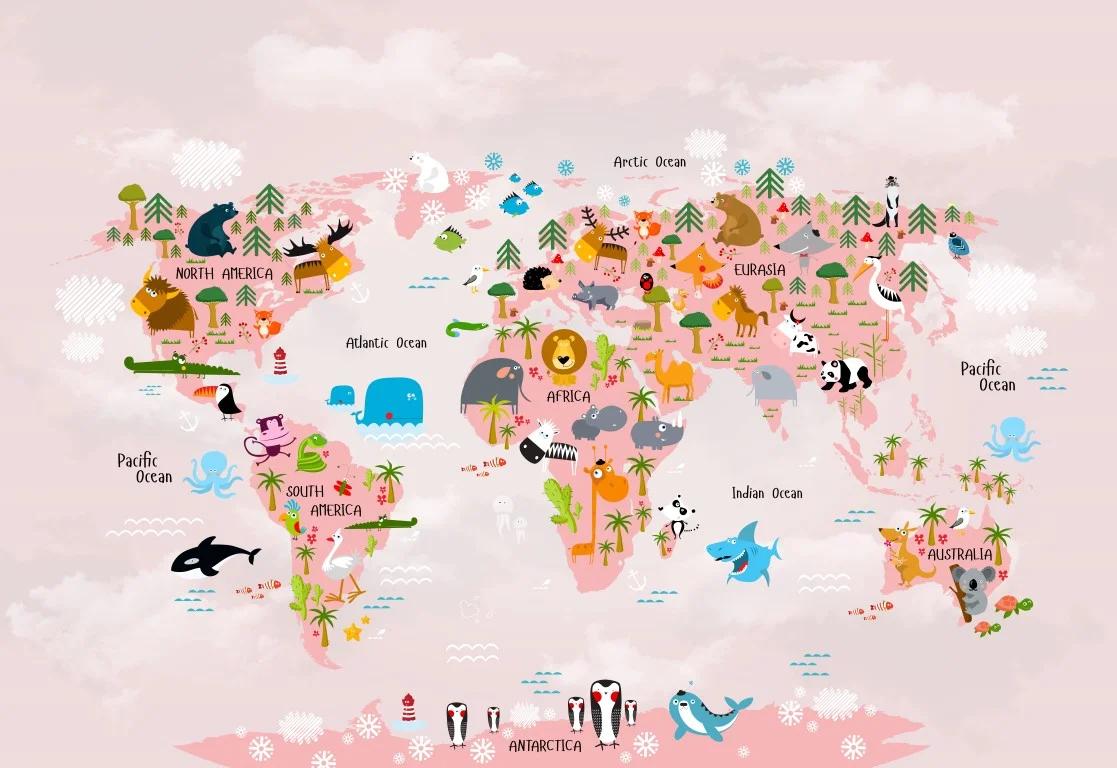 Arctic Ocean
NORTH AMERICA
EURASIA
Atlantic Ocean
Pacific
Ocean
AFRICA
Pacific
Ocean
SOUTH
AMERICA
Indian Ocean
AUSTRALIA
ANTARCTICA